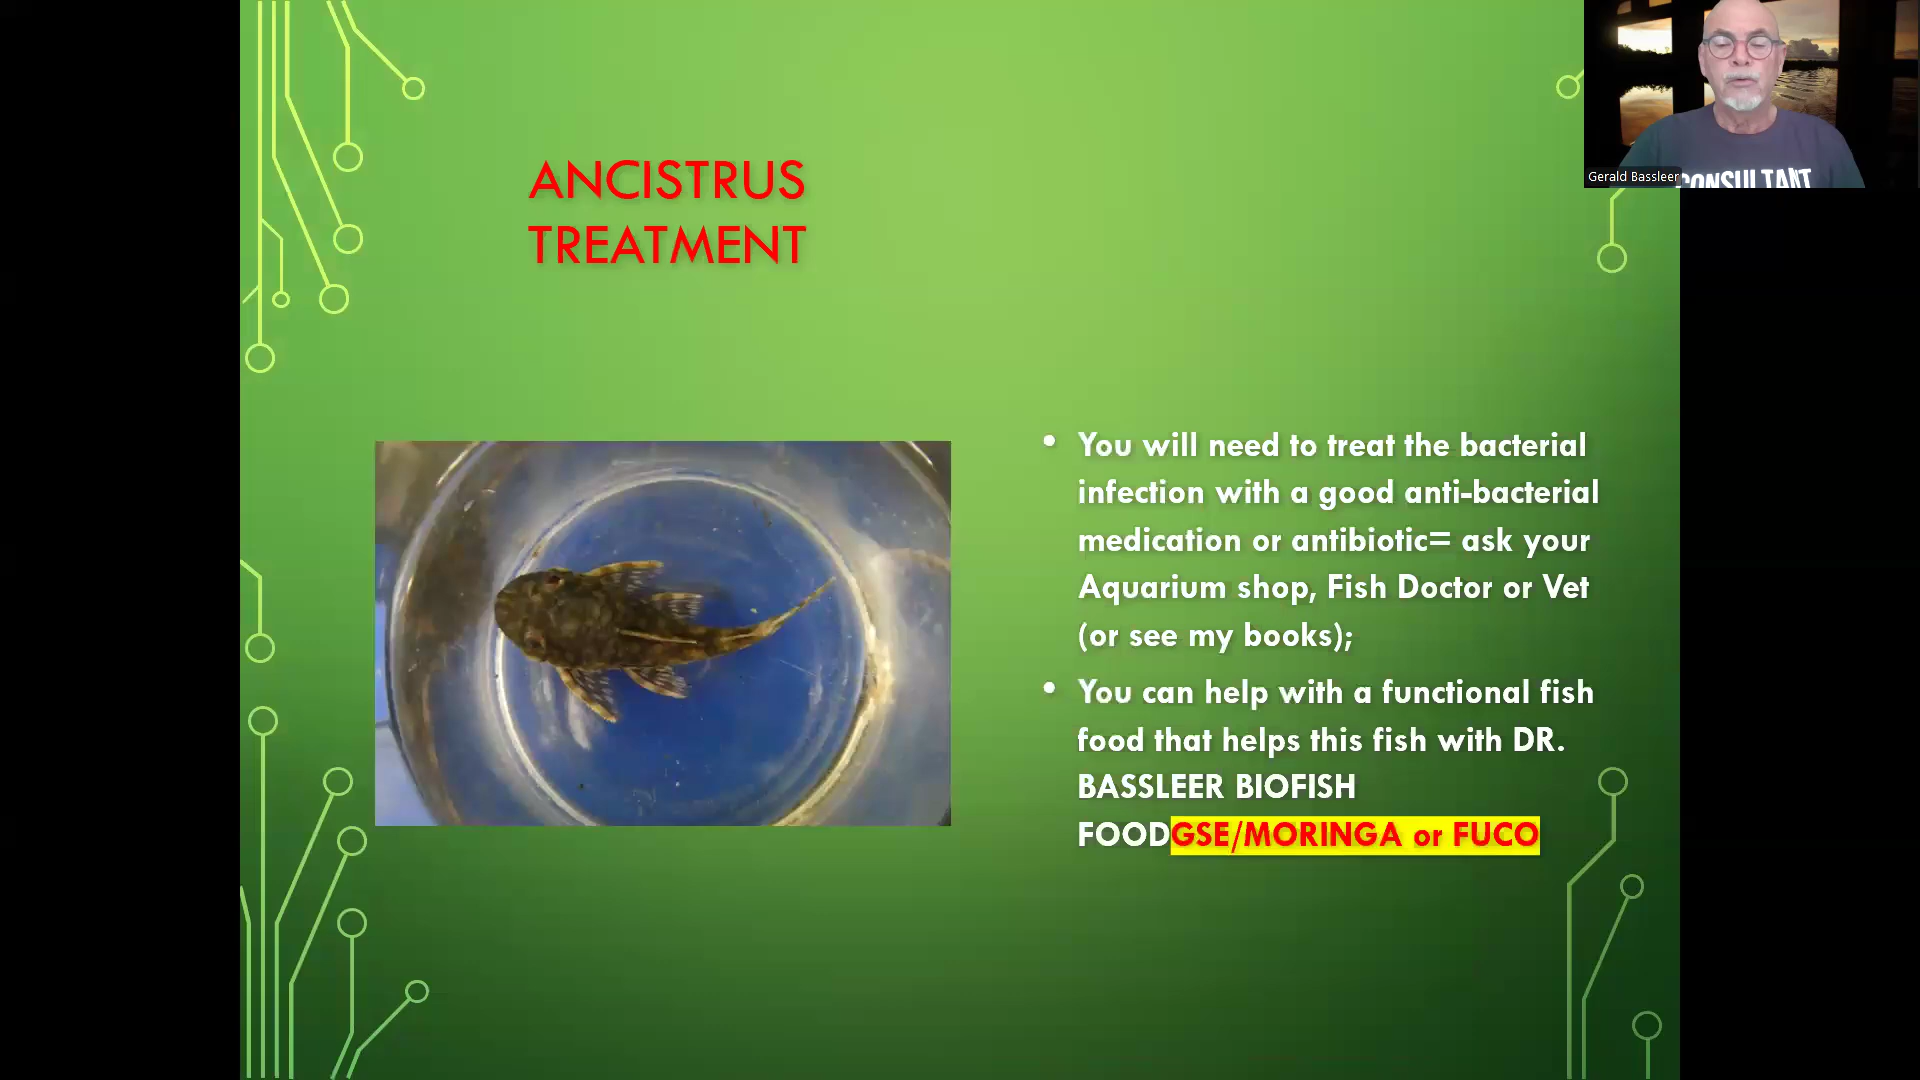 ANCISTRUS
TREATMENT
Gerald Bassleer
CONSULTANT
• You will need to treat the bacterial
infection with a good anti-bacterial
medication or antibiotic= ask your
Aquarium shop, Fish Doctor or Vet
(or see my books);
• You can help with a functional fish
food that helps this fish with DR.
BASSLEER BIOFISH
FOODGSE/MORINGA or FUCO